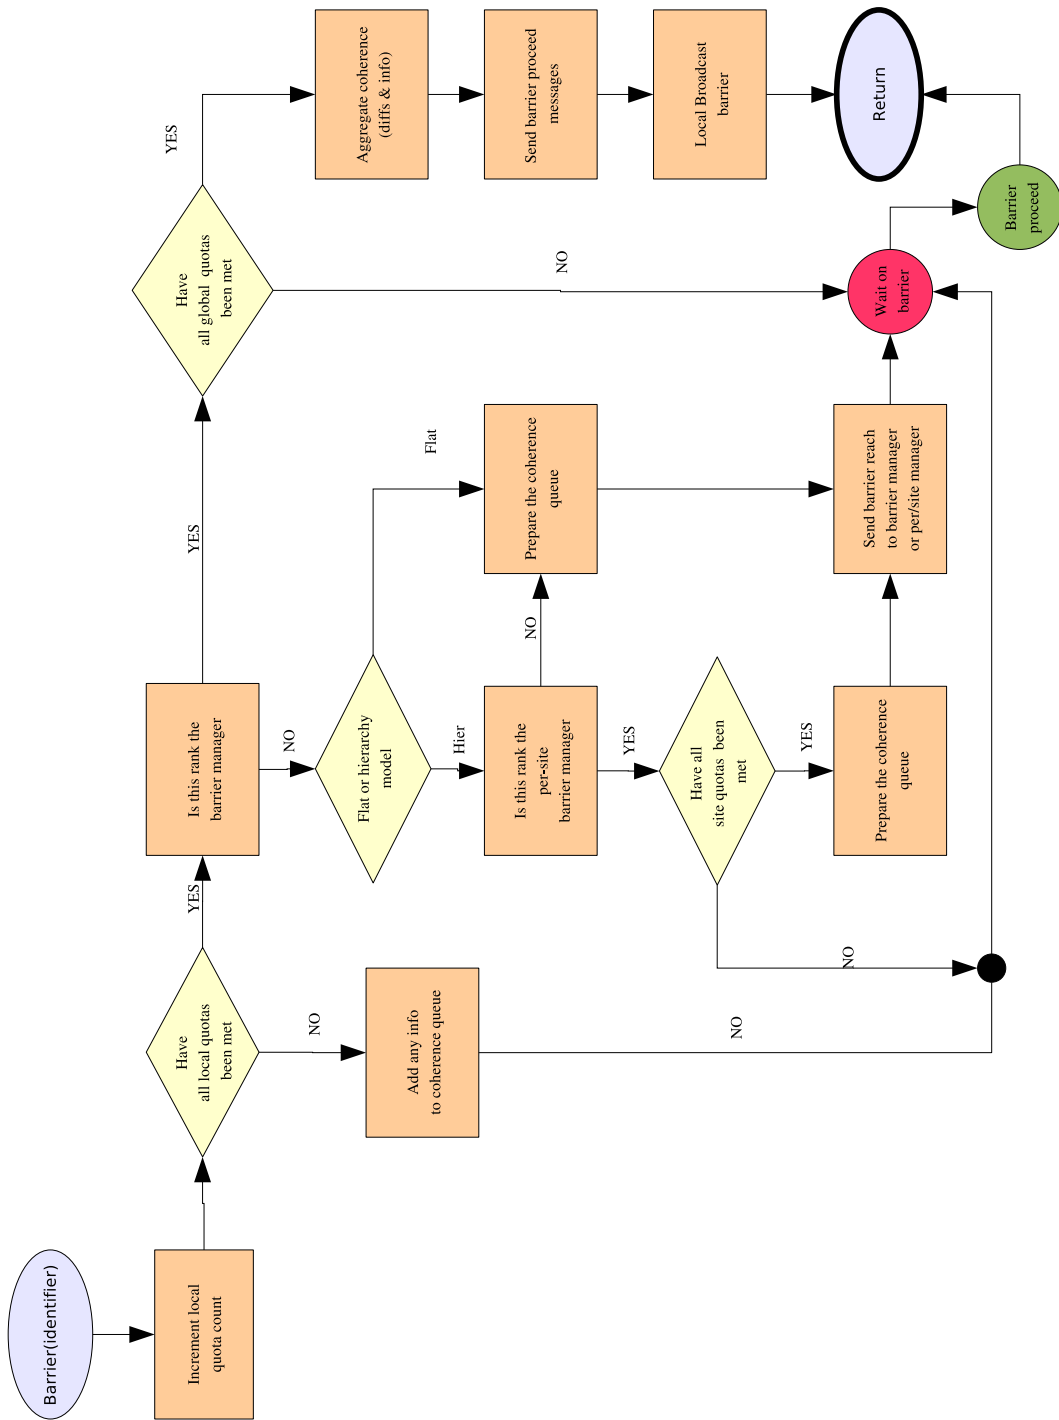 Barrier(identifier)
Increment local
quota count
Have
all local quotas
been met
YES
NO
Add any info
to coherence queue
NO
Is this rank the
barrier manager
YES
NO
Flat or hierarchy
model
Flat
Hier
Is this rank the
per-site
barrier manager
NO
YES
Prepare the coherence
queue
Have all
site quotas been
met
YES
NO
Prepare the coherence
queue
Send barrier reach
to barrier manager
or per/site manager
Have
all global quotas
been met
YES
NO
Aggregate coherence
(diffs & info)
Send barrier proceed
messages
Local Broadcast
barrier
Return
Wait on
barrier
Barrier
proceed